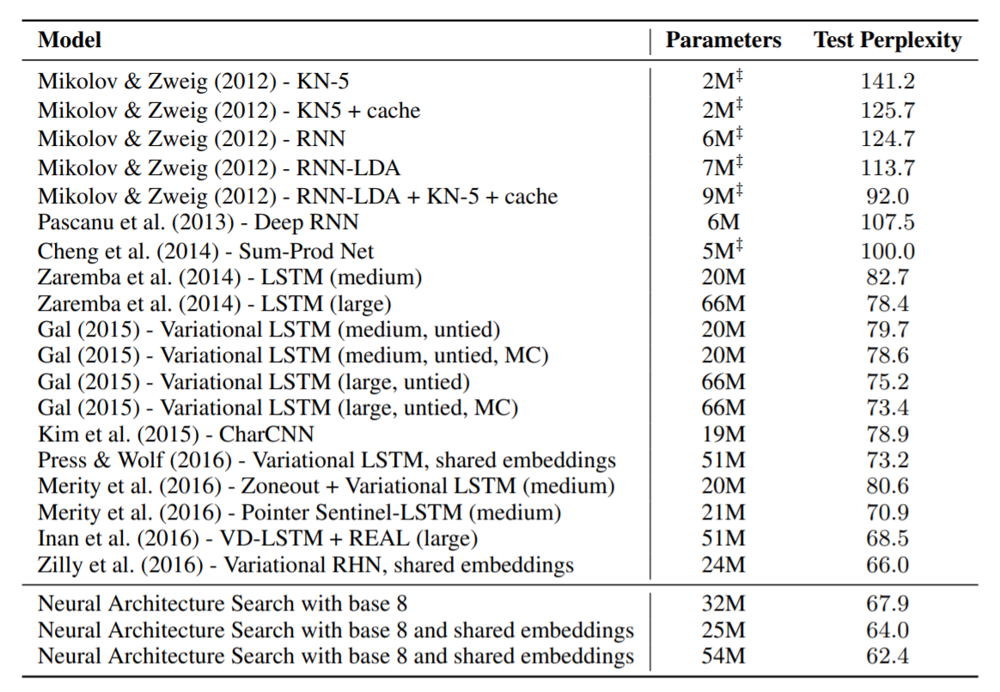 Model Parameters Test Perplexity
Mikolov & Zweig (2012) - KN-5 2M‡ 141.2
Mikolov & Zweig (2012) - KN5 + cache 2M‡ 125.7
Mikolov & Zweig (2012) - RNN 6M‡ 124.7
Mikolov & Zweig (2012) - RNN-LDA 7M‡ 113.7
Mikolov & Zweig (2012) - RNN-LDA + KN-5 + cache 9M‡ 92.0
Pascanu et al. (2013) - Deep RNN 6M 107.5
Cheng et al. (2014) - Sum-Prod Net 5M‡ 100.0
Zaremba et al. (2014) - LSTM (medium) 20M 82.7
Zaremba et al. (2014) - LSTM (large) 66M 78.4
Gal (2015) - Variational LSTM (medium, untied) 20M 79.7
Gal (2015) - Variational LSTM (medium, untied, MC) 20M 78.6
Gal (2015) - Variational LSTM (large, untied) 66M 75.2
Gal (2015) - Variational LSTM (large, untied, MC) 66M 73.4
Kim et al. (2015) - CharCNN 19M 78.9
Press & Wolf (2016) - Variational LSTM, shared embeddings 51M 73.2
Merity et al. (2016) - Zoneout + Variational LSTM (medium) 20M 80.6
Merity et al. (2016) - Pointer Sentinel-LSTM (medium) 21M 70.9
Inan et al. (2016) - VD-LSTM + REAL (large) 51M 68.5
Zilly et al. (2016) - Variational RHN, shared embeddings 24M 66.0
Neural Architecture Search with base 8 32M 67.9
Neural Architecture Search with base 8 and shared embeddings 25M 64.0
Neural Architecture Search with base 8 and shared embeddings 54M 62.4